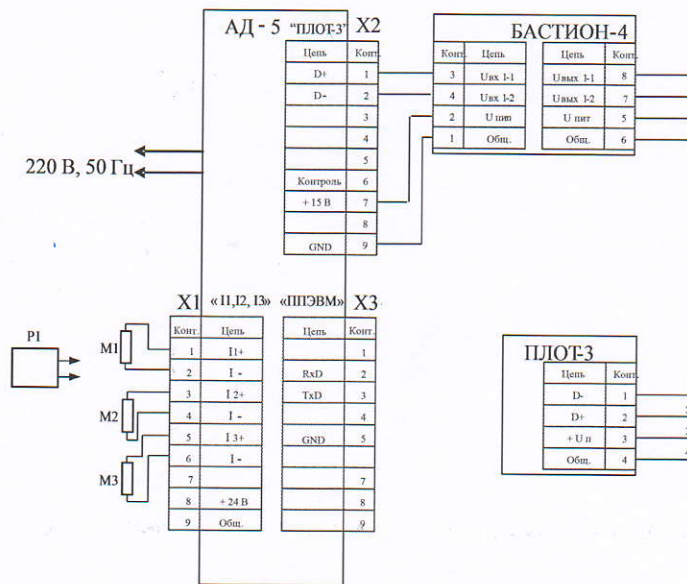 АД - 5 "ПЛОТ-3" X2
Цепь Конт.
D+ 1
D- 2
3
4
5
Контроль 6
+ 15 В 7
8
GND 9
БАСТИОН-4
Конт. Цепь
3 Uвх 1-1
4 Uвх 1-2
2 U пит
1 Общ.
Цепь Конт.
Uвых 1-1 8
Uвых 1-2 7
U пит 5
Общ. 6
220 В, 50 Гц
X1 «I1,I2, I3»
Конт. Цепь
1 I1+
2 I -
3 I 2+
4 I -
5 I 3+
6 I -
7
8 + 24 В
9 Общ.
«ППЭВМ» X3
Цепь Конт.
1
RxD 2
TxD 3
4
GND 5
7
8
9
P1
M1
M2
M3
ПЛОТ-3
Цепь Конт.
D- 1
D+ 2
+ U п 3
Общ. 4